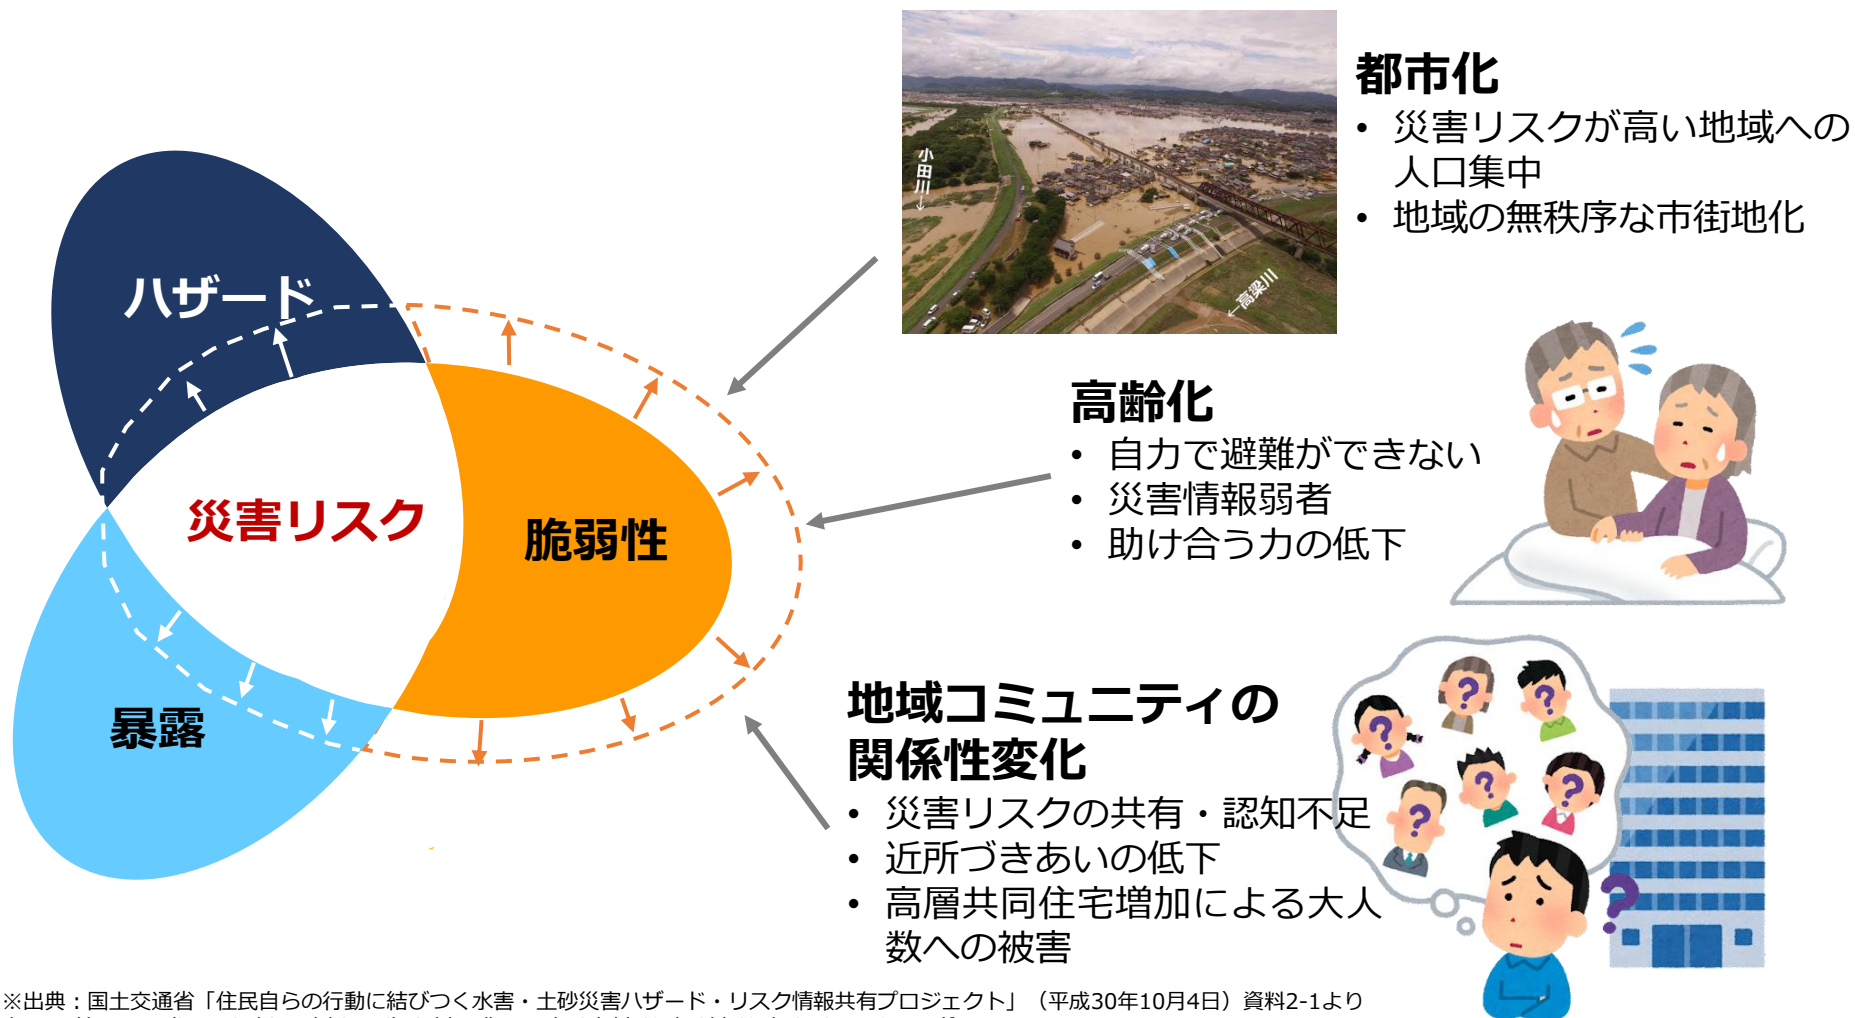 小田川→
←高梁川
都市化
• 災害リスクが高い地域への
人口集中
• 地域の無秩序な市街地化
ハザード
災害リスク
脆弱性
暴露
高齢化
• 自力で避難ができない
• 災害情報弱者
• 助け合う力の低下
地域コミュニティの
関係性変化
• 災害リスクの共有・認知不足
• 近所づきあいの低下
• 高層共同住宅増加による大人
数への被害
?
?
?
?
?
?
?
?
※出典：国土交通省「住民自らの行動に結びつく水害・土砂災害ハザード・リスク情報共有プロジェクト」（平成30年10月4日）資料2-1より